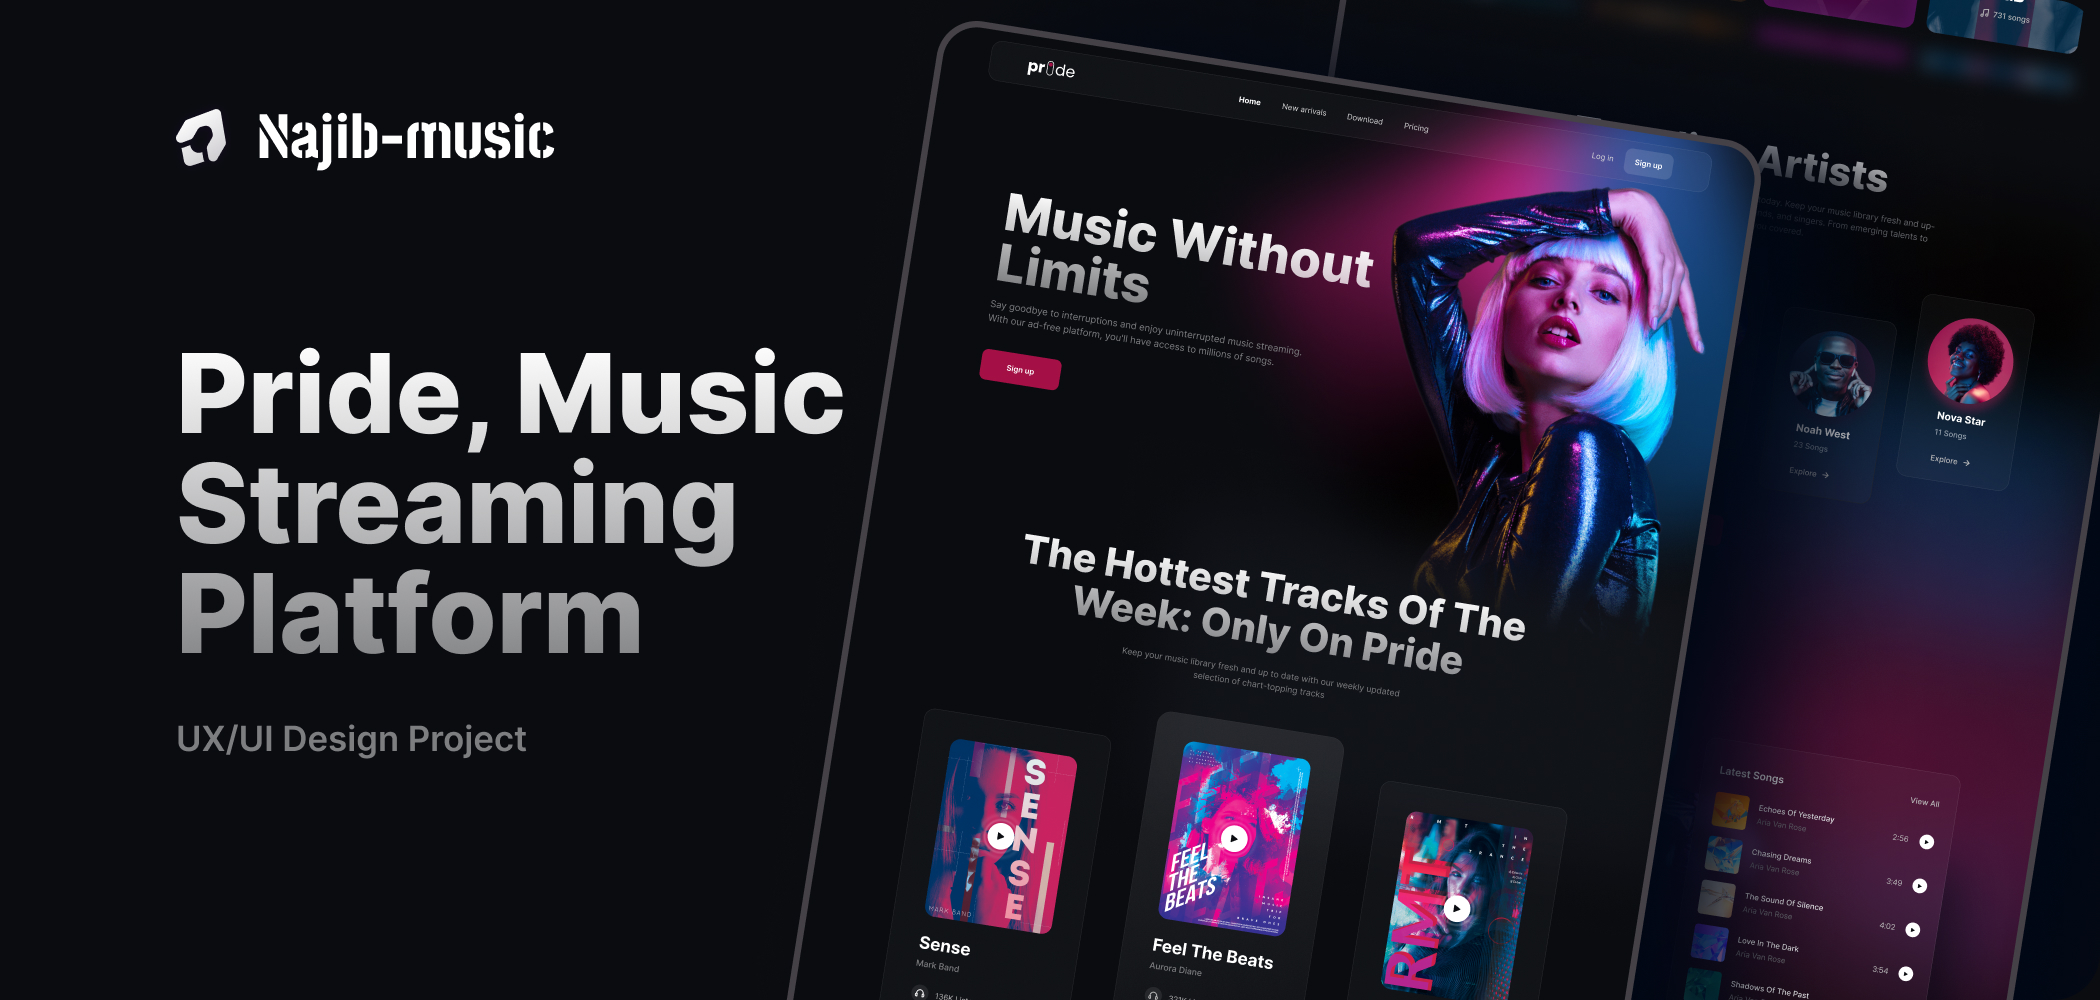 Najib-music
Pride, Music
Streaming
Platform
UX/UI Design Project
pride
Home
New arrivals
Download
Pricing
Log in
Sign up
Music Without
Limits
Say goodbye to interruptions and enjoy uninterrupted music streaming.
With our ad-free platform, you'll have access to millions of songs.
Sign up
The Hottest Tracks Of The
Week: Only On Pride
Keep your music library fresh and up to date with our weekly updated
selection of chart-topping tracks
SENSE
MARK BAND
Sense
Mark Band
136K
FEEL
THE
BEATS
Feel The Beats
Aurora Diane
RMT
731 songs
Artists
Keep your music library fresh and up-
and singers. From emerging talents to
covered.
Noah West
23 Songs
Explore
Nova Star
11 Songs
Explore
Latest Songs
View All
Echoes Of Yesterday
Aria Van Rose
2:56
Chasing Dreams
Aria Van Rose
3:49
The Sound Of Silence
Aria Van Rose
4:02
Love In The Dark
Aria Van Rose
3:54
Shadows Of The Past